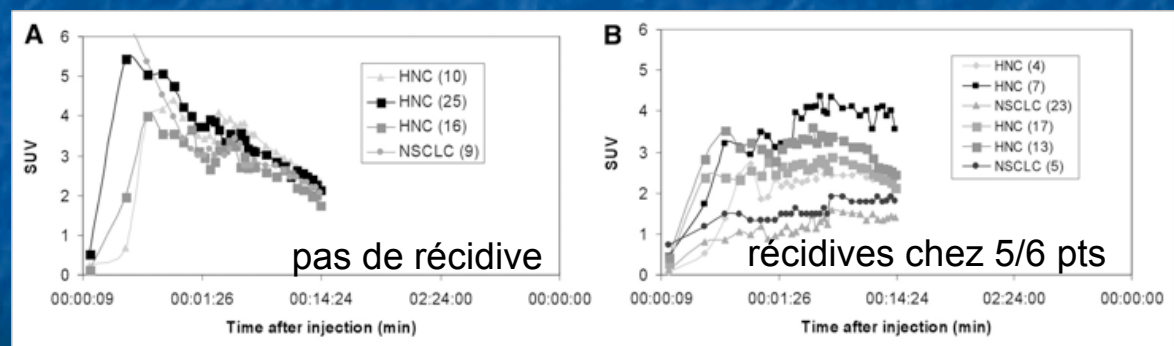 A
6
5
4
3
2
1
0
SUV
HNC (10)
HNC (25)
HNC (16)
NSCLC (9)
pas de récidive
00:00:09 00:01:26 00:14:24 02:24:00 00:00:00
Time after injection (min)
B
6
5
4
3
2
1
0
SUV
HNC (4)
HNC (7)
NSCLC (23)
HNC (17)
HNC (13)
NSCLC (5)
récidives chez 5/6 pts
00:00:09 00:01:26 00:14:24 02:24:00 00:00:00
Time after injection (min)